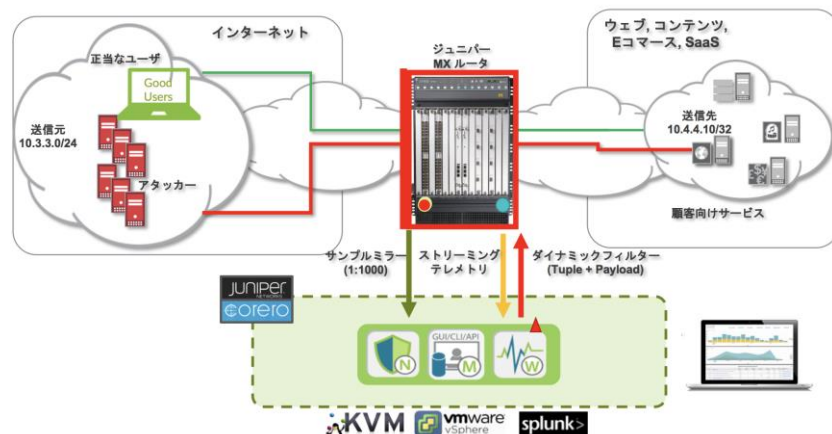 インターネット
正当なユーザ
Good
Users
送信元
10.3.3.0/24
アタッカー
ジュニパー
MX ルータ
ウェブ, コンテンツ,
Eコマース, SaaS
送信先
10.4.4.10/32
顧客向けサービス
サンプルミラー
(1:1000)
ストリーミング
テレメトリ
ダイナミックフィルター
(Tuple + Payload)
JUNIPER
NETWORKS
corero
N
GUI/CLI/API
M
W
KVM
vmware
vSphere
splunk>